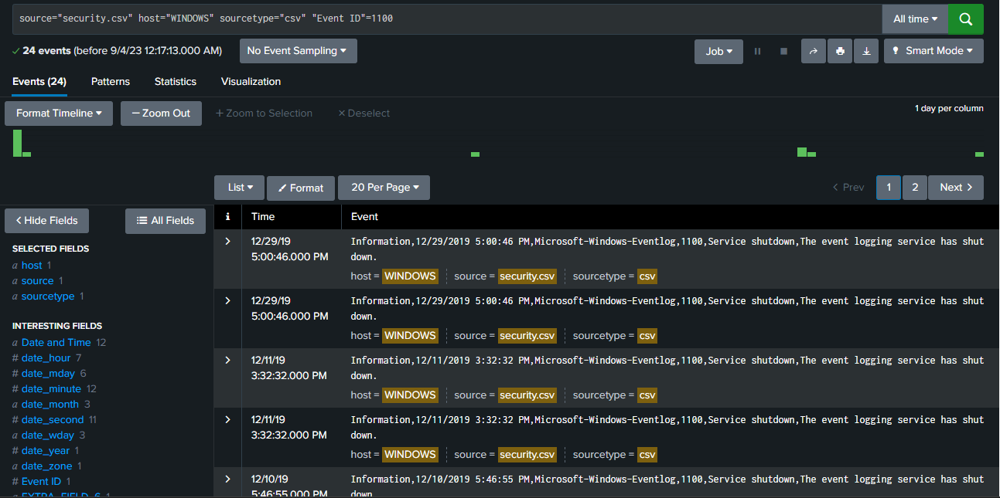 source="security.csv" host="WINDOWS" sourcetype="csv" "Event ID"=1100
All time
24 events (before 9/4/23 12:17:13.000 AM)
No Event Sampling
Job
Smart Mode
Events (24) Patterns Statistics Visualization
Format Timeline
— Zoom Out
+ Zoom to Selection
× Deselect
1 day per column
List
Format
20 Per Page
< Prev
1
2
Next >
< Hide Fields
All Fields
i Time Event
SELECTED FIELDS
a host 1
a source 1
a sourcetype 1
INTERESTING FIELDS
a Date and Time 12
# date_hour 7
# date_mday 6
# date_minute 12
a date_month 3
# date_second 11
a date_wday 3
# date_year 1
a date_zone 1
# Event ID 1
a EXTRA_FIELD_6 1
12/29/19
5:00:46.000 PM
Information,12/29/2019 5:00:46 PM,Microsoft-Windows-Eventlog,1100,Service shutdown,The event logging service has shut
down.
host = WINDOWS source = security.csv sourcetype = csv
12/29/19
5:00:46.000 PM
Information,12/29/2019 5:00:46 PM,Microsoft-Windows-Eventlog,1100,Service shutdown,The event logging service has shut
down.
host = WINDOWS source = security.csv sourcetype = csv
12/11/19
3:32:32.000 PM
Information,12/11/2019 3:32:32 PM,Microsoft-Windows-Eventlog,1100,Service shutdown,The event logging service has shut
down.
host = WINDOWS source = security.csv sourcetype = csv
12/11/19
3:32:32.000 PM
Information,12/11/2019 3:32:32 PM,Microsoft-Windows-Eventlog,1100,Service shutdown,The event logging service has shut
down.
host = WINDOWS source = security.csv sourcetype = csv
12/10/19
5:46:55.000 PM
Information,12/10/2019 5:46:55 PM,Microsoft-Windows-Eventlog,1100,Service shutdown,The event logging service has shut
down.